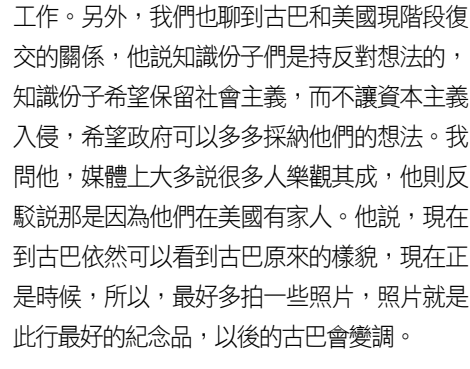 工作。另外，我們也聊到古巴和美國現階段復
交的關係，他說知識份子們是持反對想法的，
知識份子希望保留社會主義，而不讓資本主義
入侵，希望政府可以多多採納他們的想法。我
問他，媒體上大多說很多人樂觀其成，他則反
駁說那是因為他們在美國有家人。他說，現在
到古巴依然可以看到古巴原來的樣貌，現在正
是時候，所以，最好多拍一些照片，照片就是
此行最好的紀念品，以後的古巴會變調。